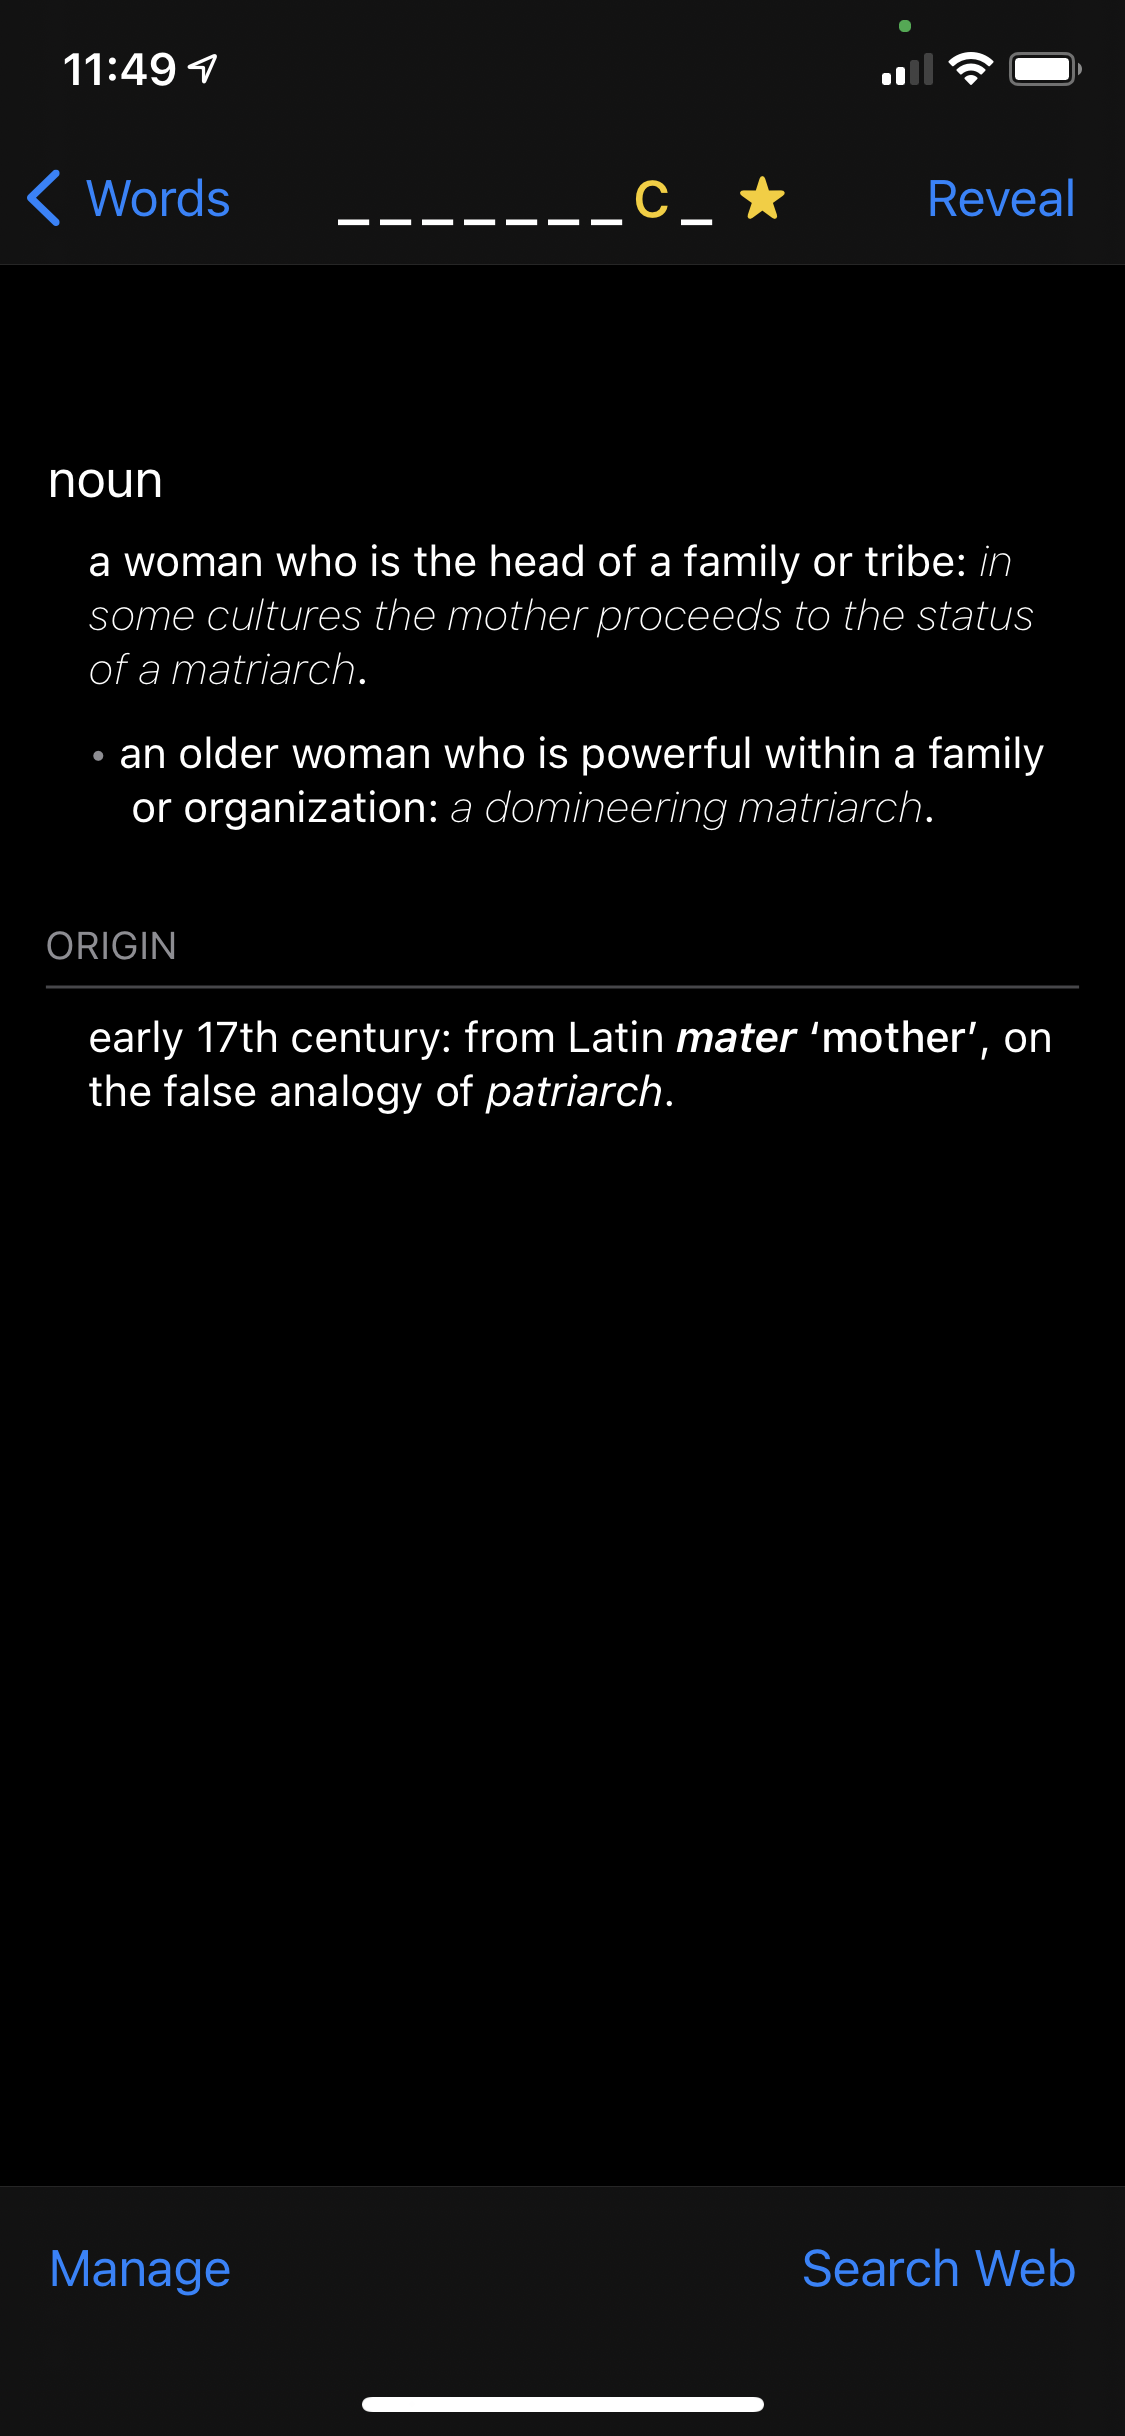 11:49
Words _ _ _ _ _ _ _ C _ Reveal
noun
a woman who is the head of a family or tribe: in
some cultures the mother proceeds to the status
of a matriarch.
• an older woman who is powerful within a family
or organization: a domineering matriarch.
ORIGIN
early 17th century: from Latin mater ‘mother’, on
the false analogy of patriarch.
Manage Search Web